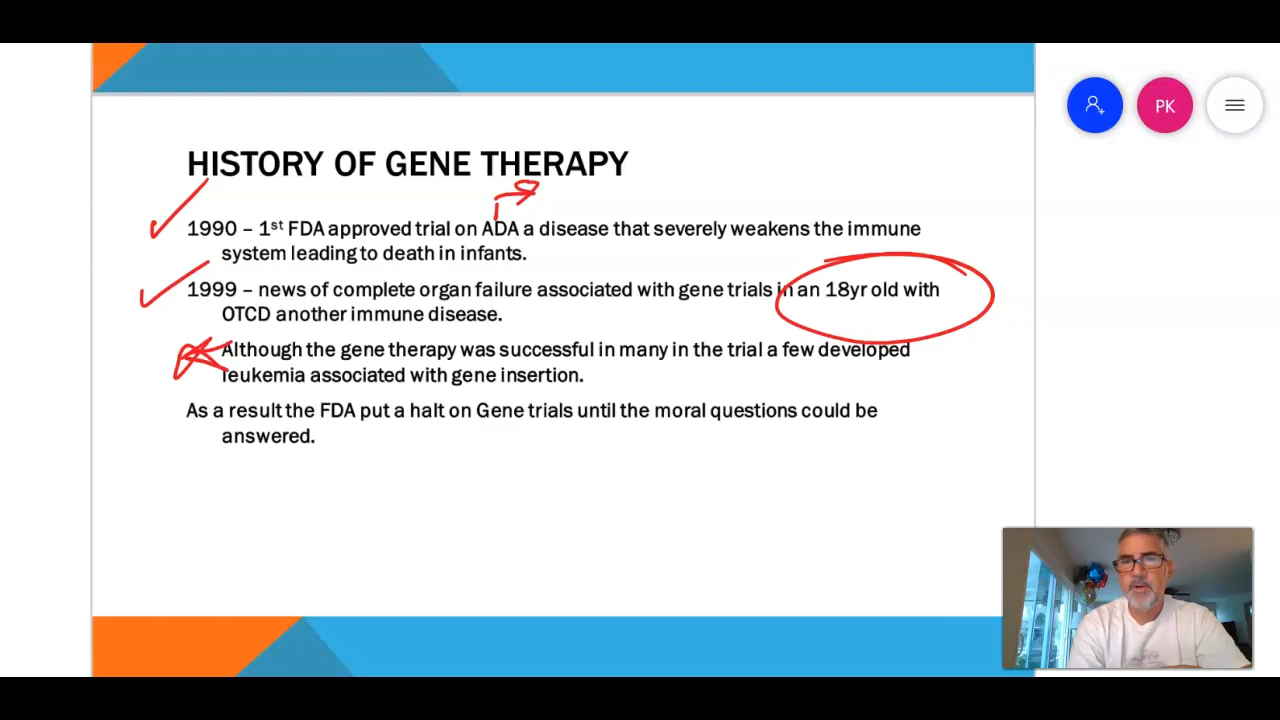 PK
HISTORY OF GENE THERAPY
1990 – 1st FDA approved trial on ADA a disease that severely weakens the immune
system leading to death in infants.
1999 – news of complete organ failure associated with gene trials in an 18yr old with
OTCD another immune disease.
Although the gene therapy was successful in many in the trial a few developed
leukemia associated with gene insertion.
As a result the FDA put a halt on Gene trials until the moral questions could be
answered.